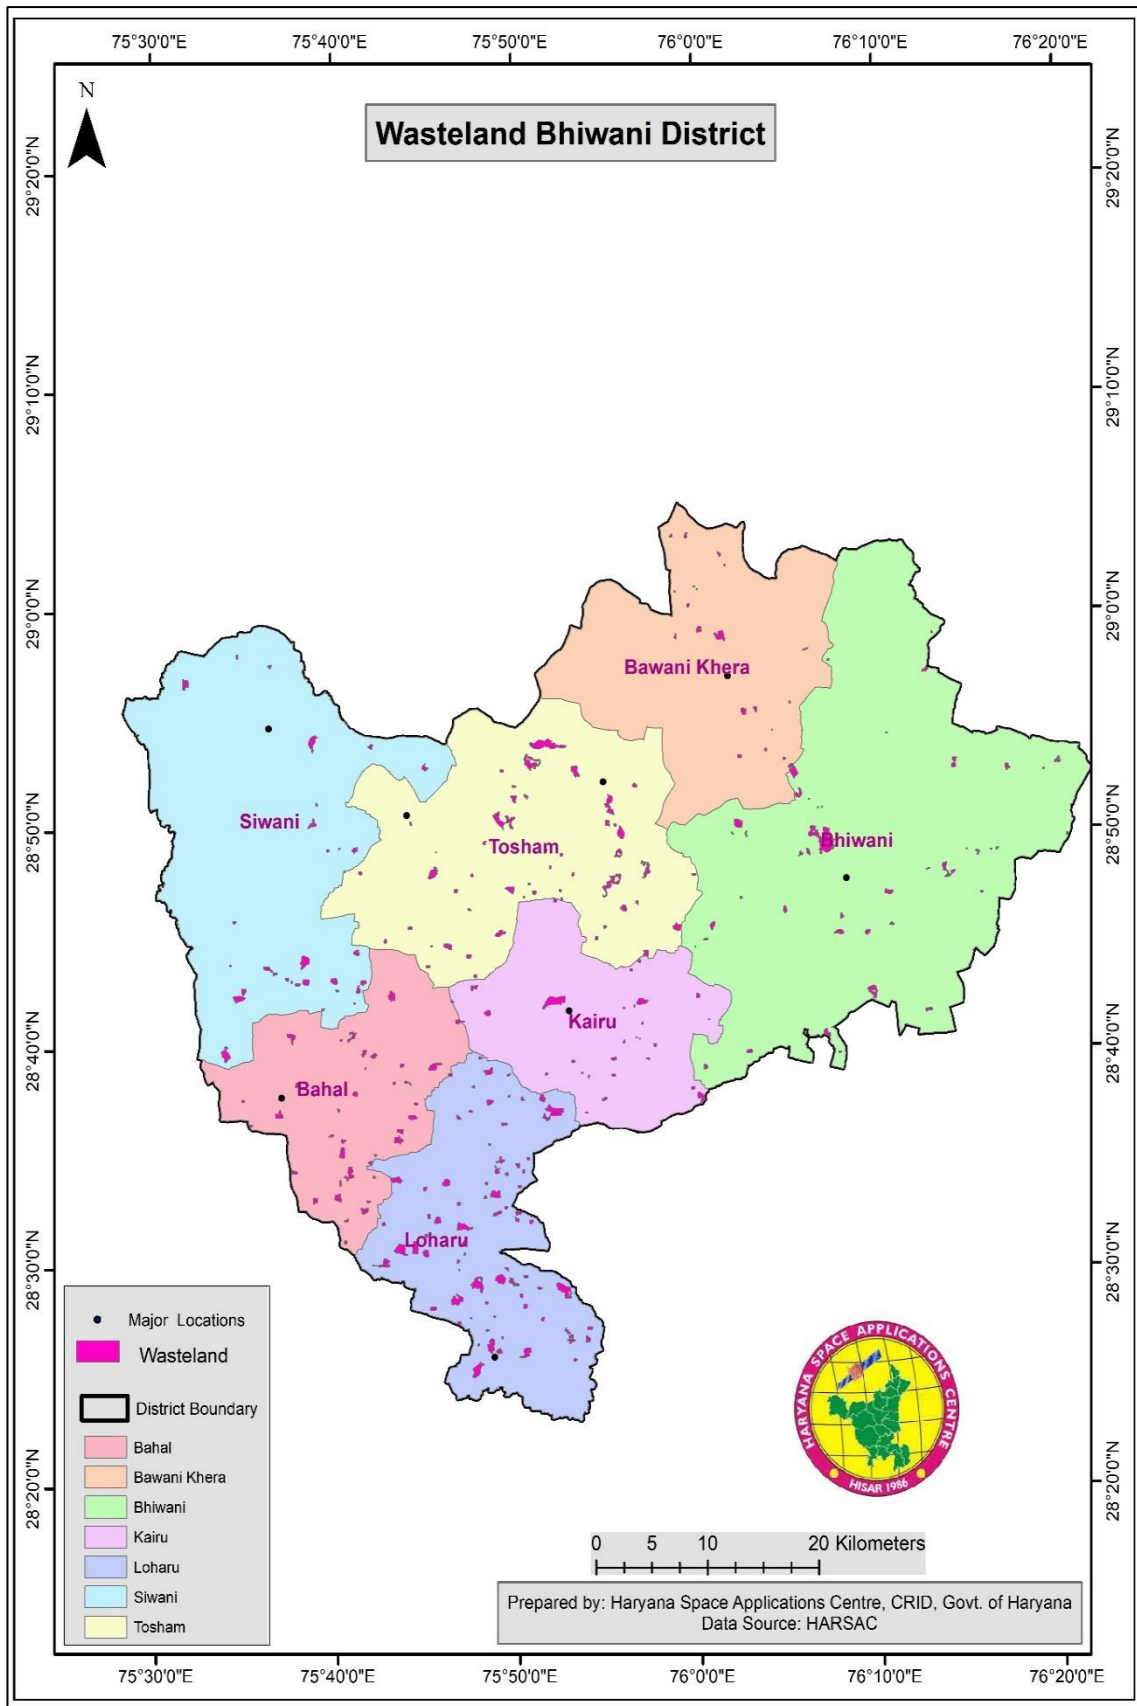 75°30'0"E 75°40'0"E 75°50'0"E 76°0'0"E 76°10'0"E 76°20'0"E
N
Wasteland Bhiwani District
29°20'0"N 29°20'0"N
29°10'0"N 29°10'0"N
29°0'0"N 29°0'0"N
Bawani Khera
Siwani
28°50'0"N 28°50'0"N
Bhiwani
Tosham
Kairu
28°40'0"N 28°40'0"N
Bahal
Loharu
28°30'0"N 28°30'0"N
Major Locations
Wasteland
District Boundary
Bahal
Bawani Khera
Bhiwani
Kairu
Loharu
Siwani
Tosham
28°20'0"N 28°20'0"N
HARYANA SPACE APPLICATIONS CENTRE
HISAR 1986
0 5 10 20 Kilometers
Prepared by: Haryana Space Applications Centre, CRID, Govt. of Haryana
Data Source: HARSAC
75°30'0"E 75°40'0"E 75°50'0"E 76°0'0"E 76°10'0"E 76°20'0"E